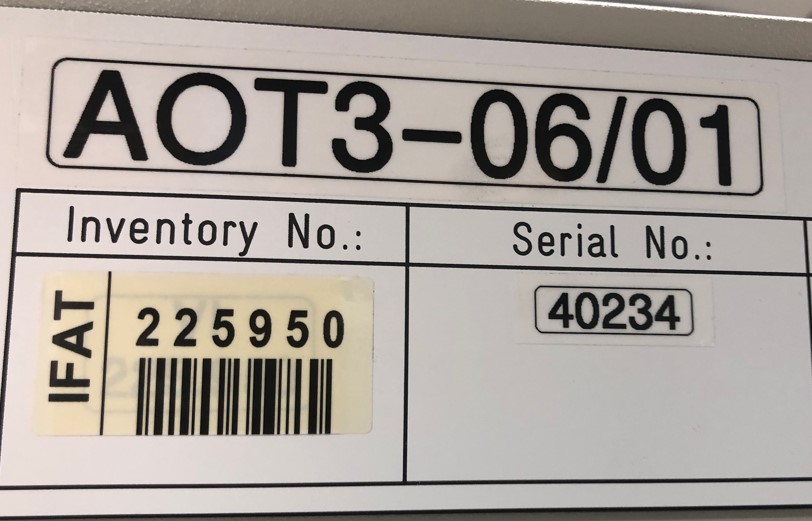 AOT3-06/01
Inventory No.:
Serial No.:
IFAT
225950
40234